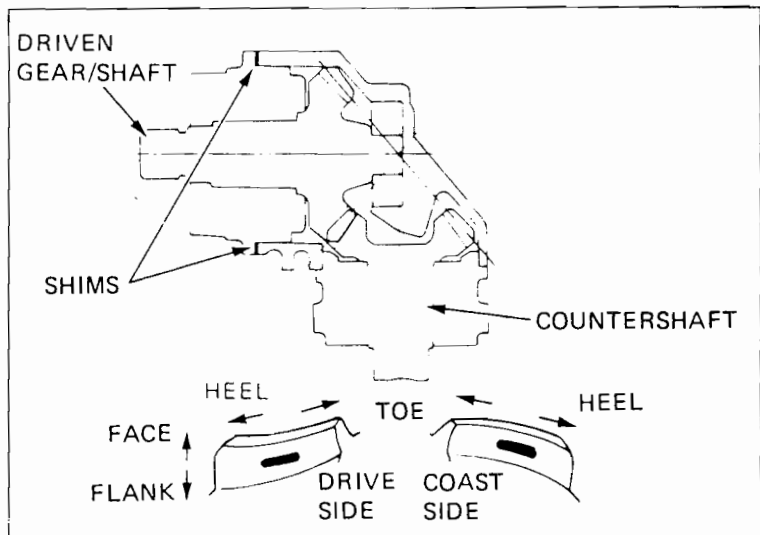 DRIVEN
GEAR/SHAFT
SHIMS
COUNTERSHAFT
HEEL
TOE
HEEL
FACE
FLANK
DRIVE
SIDE
COAST
SIDE